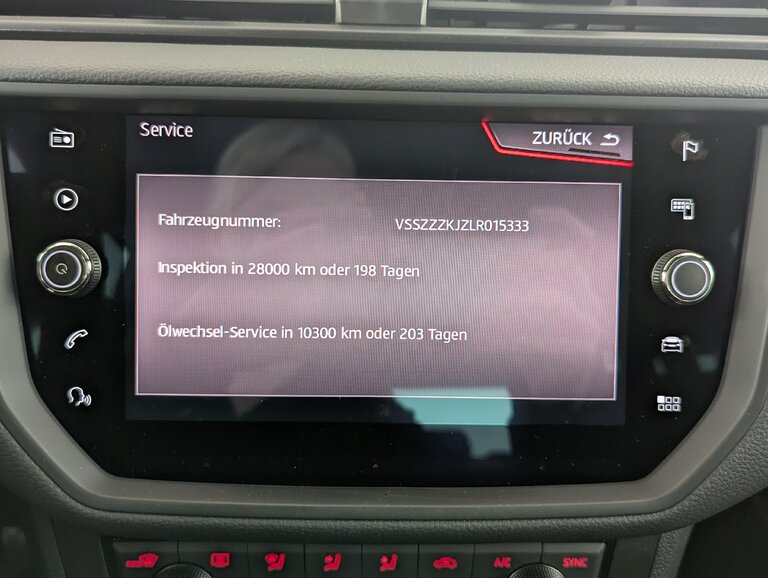 Service
ZURÜCK
Fahrzeugnummer: VSSZZZKJZLR015333
Inspektion in 28000 km oder 198 Tagen
Ölwechsel-Service in 10300 km oder 203 Tagen
A/C
SYNC